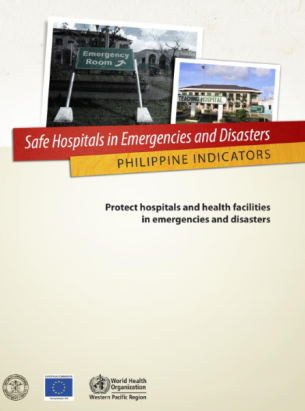 Emergency
Room
TEACHING HOSPITAL
Safe Hospitals in Emergencies and Disasters
PHILIPPINE INDICATORS
Protect hospitals and health facilities
in emergencies and disasters
World Health
Organization
Western Pacific Region